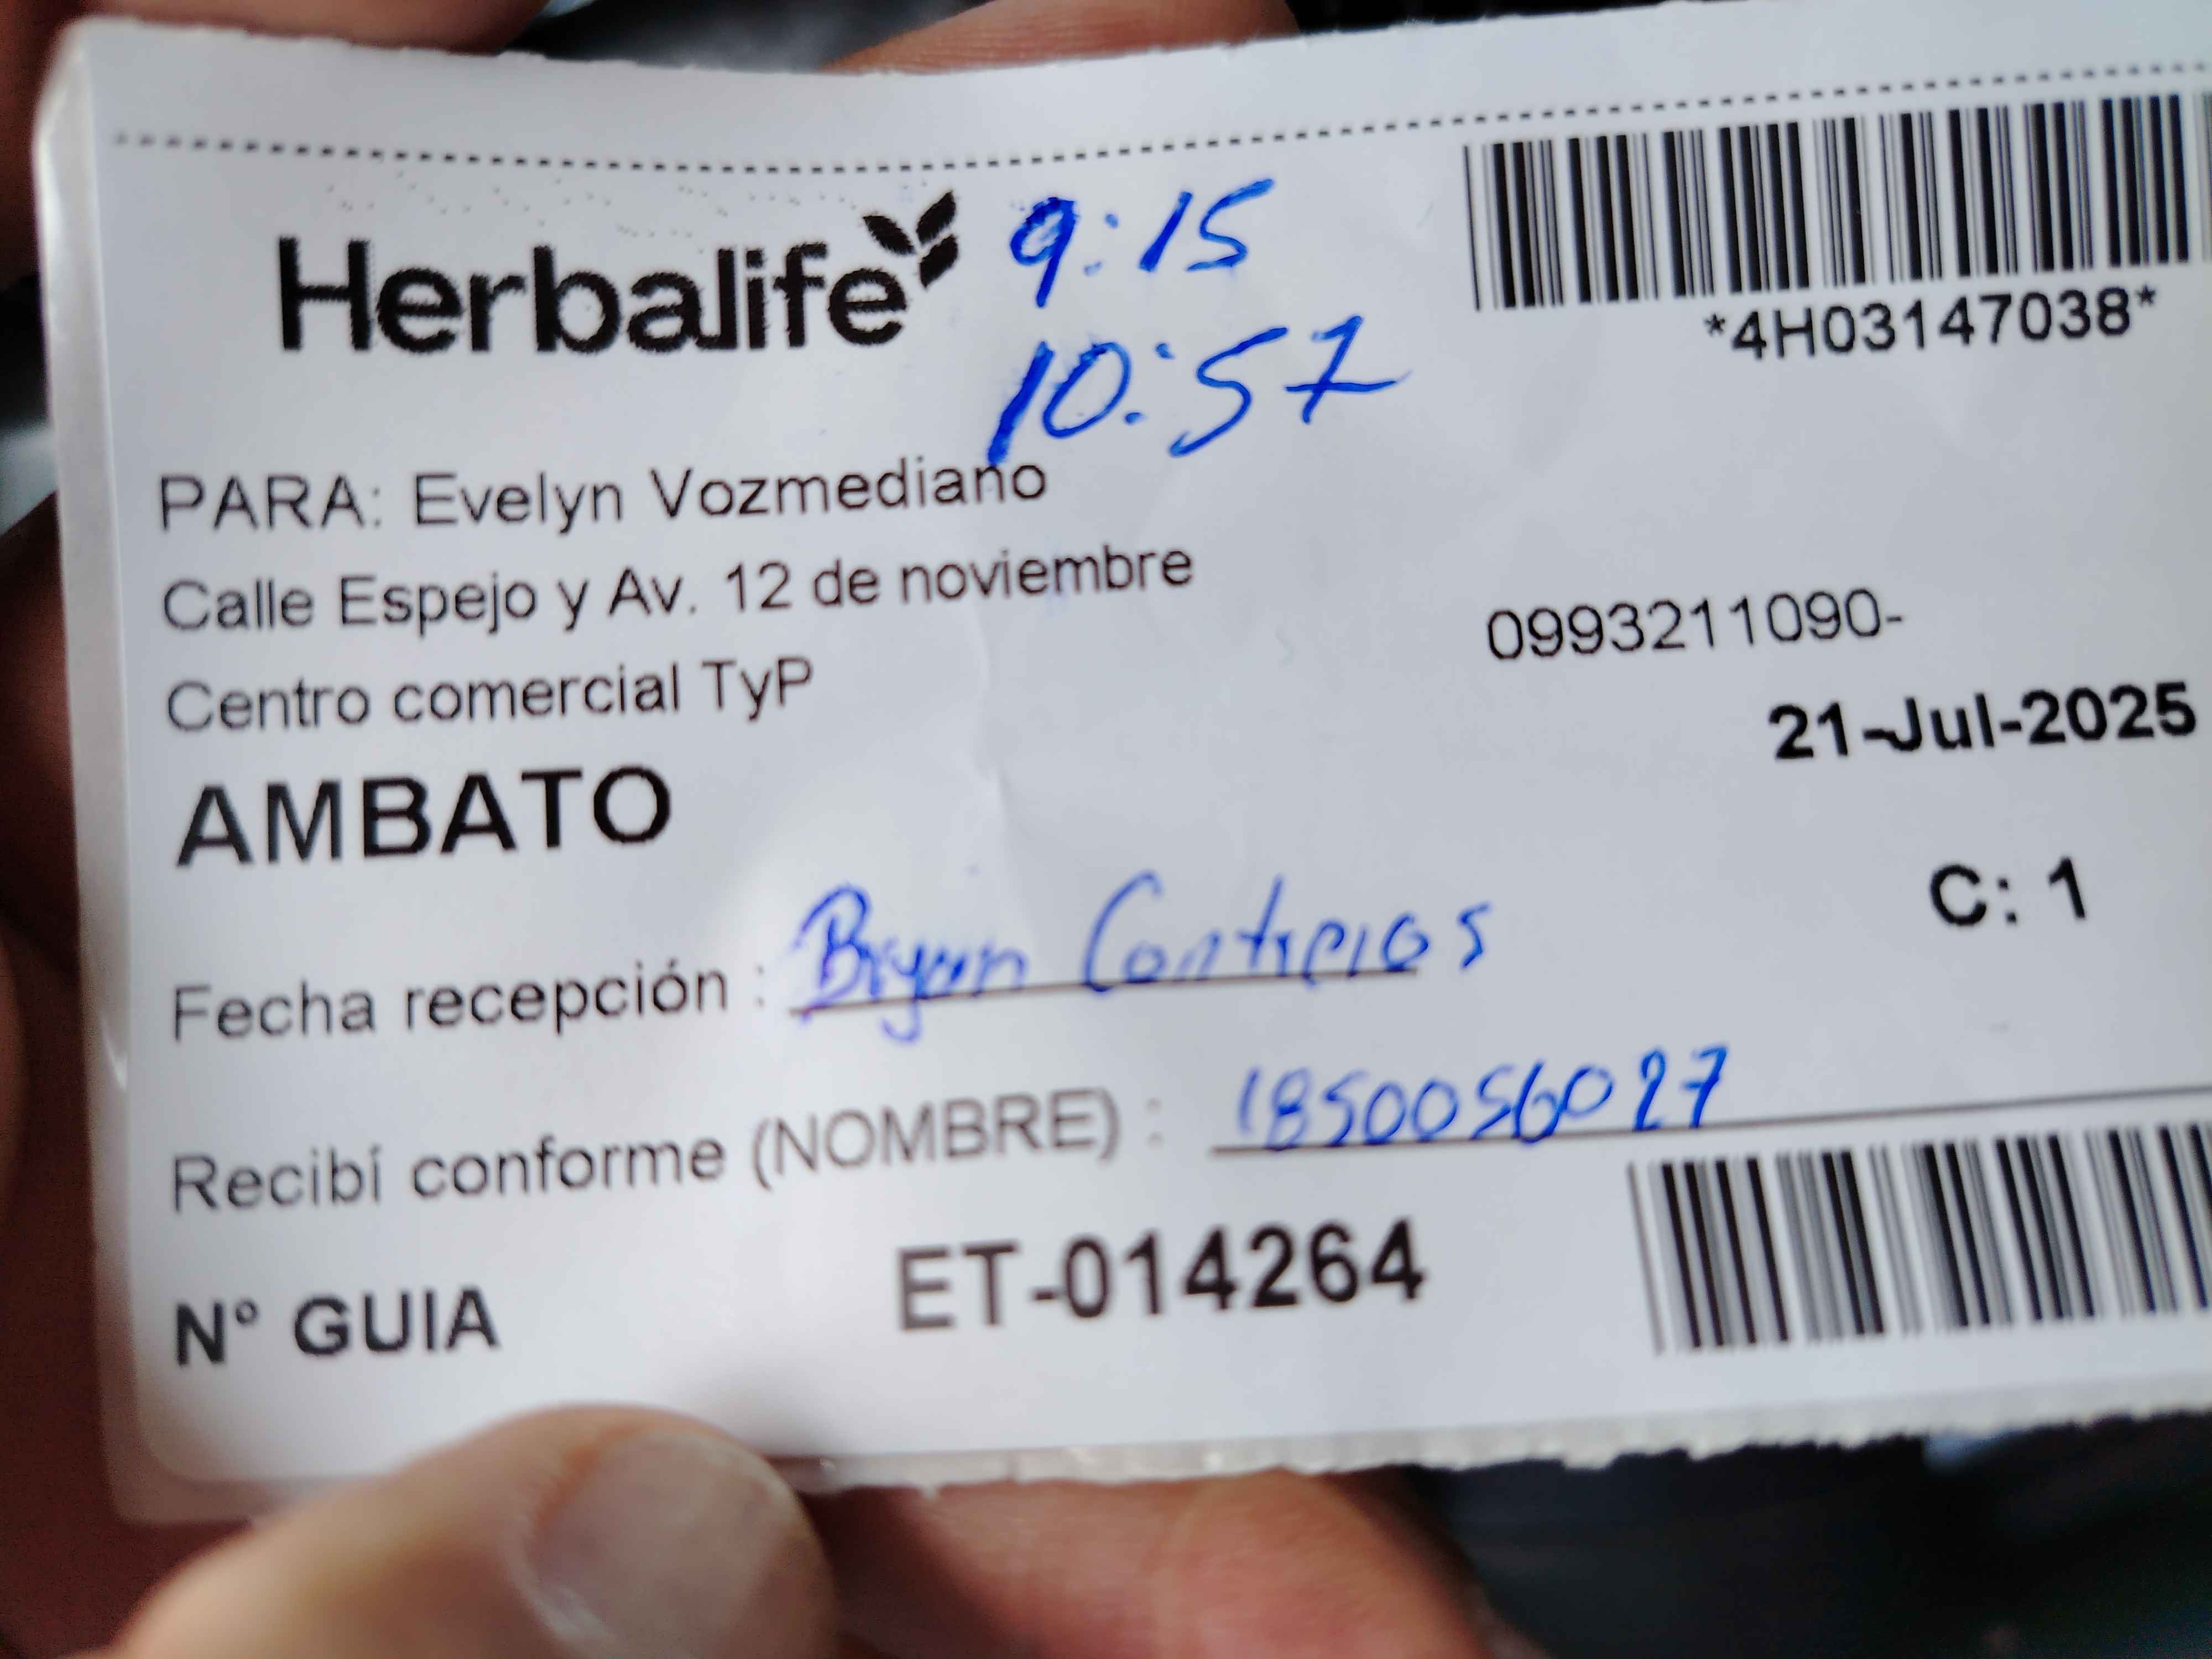 Herbalife 9:15
10:57
*4H03147038*
PARA: Evelyn Vozmediano
Calle Espejo y Av. 12 de noviembre
0993211090-
Centro comercial TyP
21-Jul-2025
AMBATO
C: 1
Fecha recepción : Bryan
Recibí conforme (NOMBRE) : 1850056027
N° GUIA ET-014264